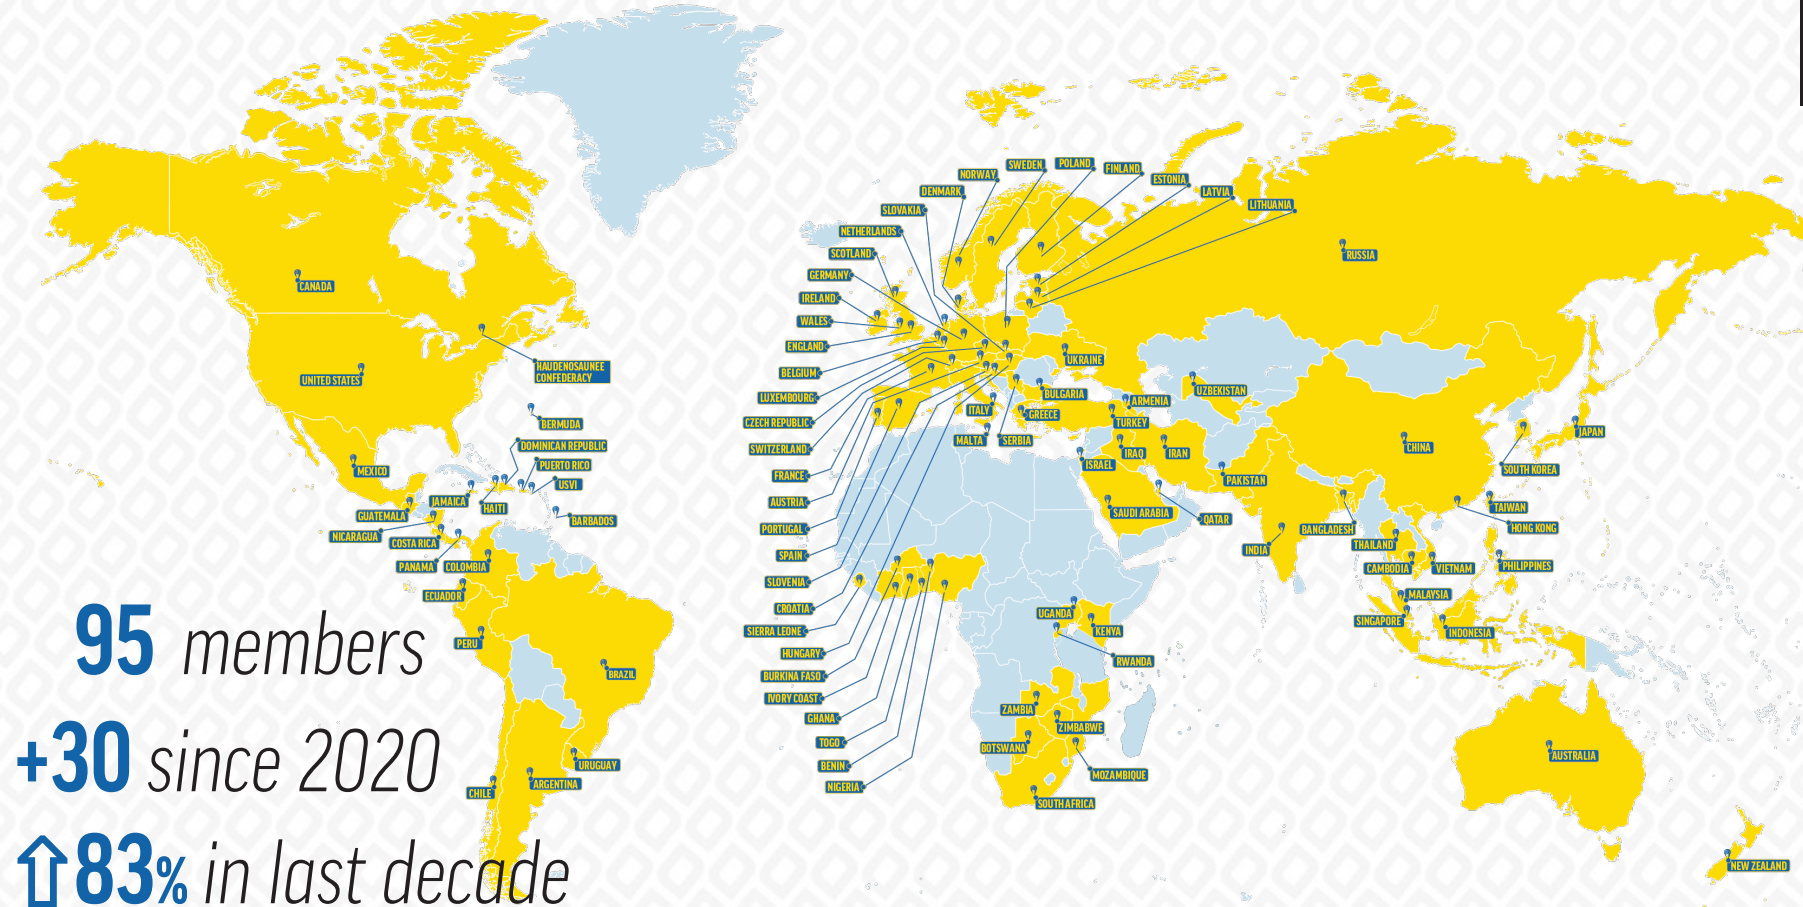 CANADA
UNITED STATES
HAUDENOSAUNEE
CONFEDERACY
BERMUDA
DOMINICAN REPUBLIC
PUERTO RICO
USVI
MEXICO
JAMAICA
HAITI
BARBADOS
GUATEMALA
NICARAGUA
COSTA RICA
PANAMA
COLOMBIA
ECUADOR
PERU
BRAZIL
URUGUAY
ARGENTINA
CHILE
95 members
+30 since 2020
83% in last decade
LITHUANIA
LATVIA
ESTONIA
FINLAND
POLAND
SWEDEN
NORWAY
DENMARK
SLOVAKIA
NETHERLANDS
SCOTLAND
GERMANY
IRELAND
WALES
ENGLAND
BELGIUM
LUXEMBOURG
CZECH REPUBLIC
SWITZERLAND
FRANCE
AUSTRIA
PORTUGAL
SPAIN
SLOVENIA
CROATIA
SIERRA LEONE
HUNGARY
BURKINA FASO
IVORY COAST
GHANA
TOGO
BENIN
NIGERIA
RUSSIA
UKRAINE
BULGARIA
ITALY
GREECE
MALTA
SERBIA
ARMENIA
TURKEY
UZBEKISTAN
ISRAEL
IRAQ
IRAN
PAKISTAN
SAUDI ARABIA
QATAR
INDIA
BANGLADESH
CHINA
JAPAN
SOUTH KOREA
TAIWAN
HONG KONG
THAILAND
CAMBODIA
VIETNAM
PHILIPPINES
MALAYSIA
SINGAPORE
INDONESIA
UGANDA
KENYA
RWANDA
ZAMBIA
ZIMBABWE
BOTSWANA
MOZAMBIQUE
SOUTH AFRICA
AUSTRALIA
NEW ZEALAND